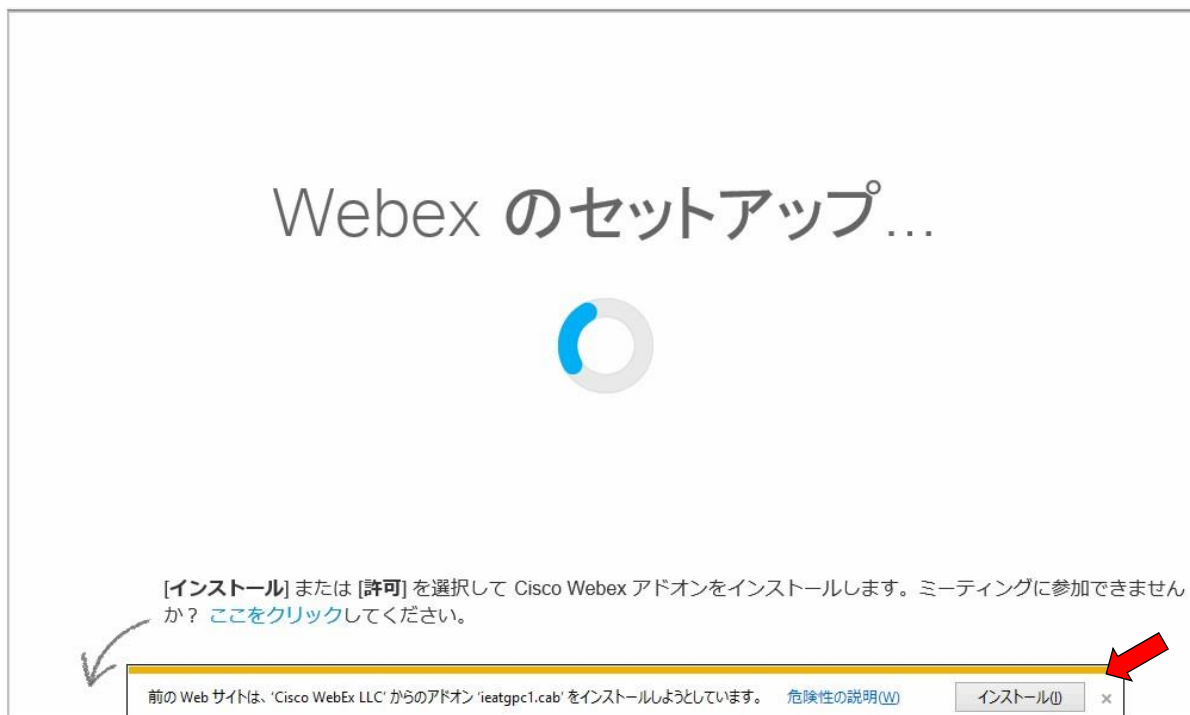 Webex のセットアップ...
[インストール] または [許可] を選択して Cisco Webex アドオンをインストールします。ミーティングに参加できません
か？ ここをクリックしてください。
前の Web サイトは、'Cisco WebEx LLC' からのアドオン 'ieatgpc1.cab' をインストールしようとしています。 危険性の説明(W) インストール(I) ×